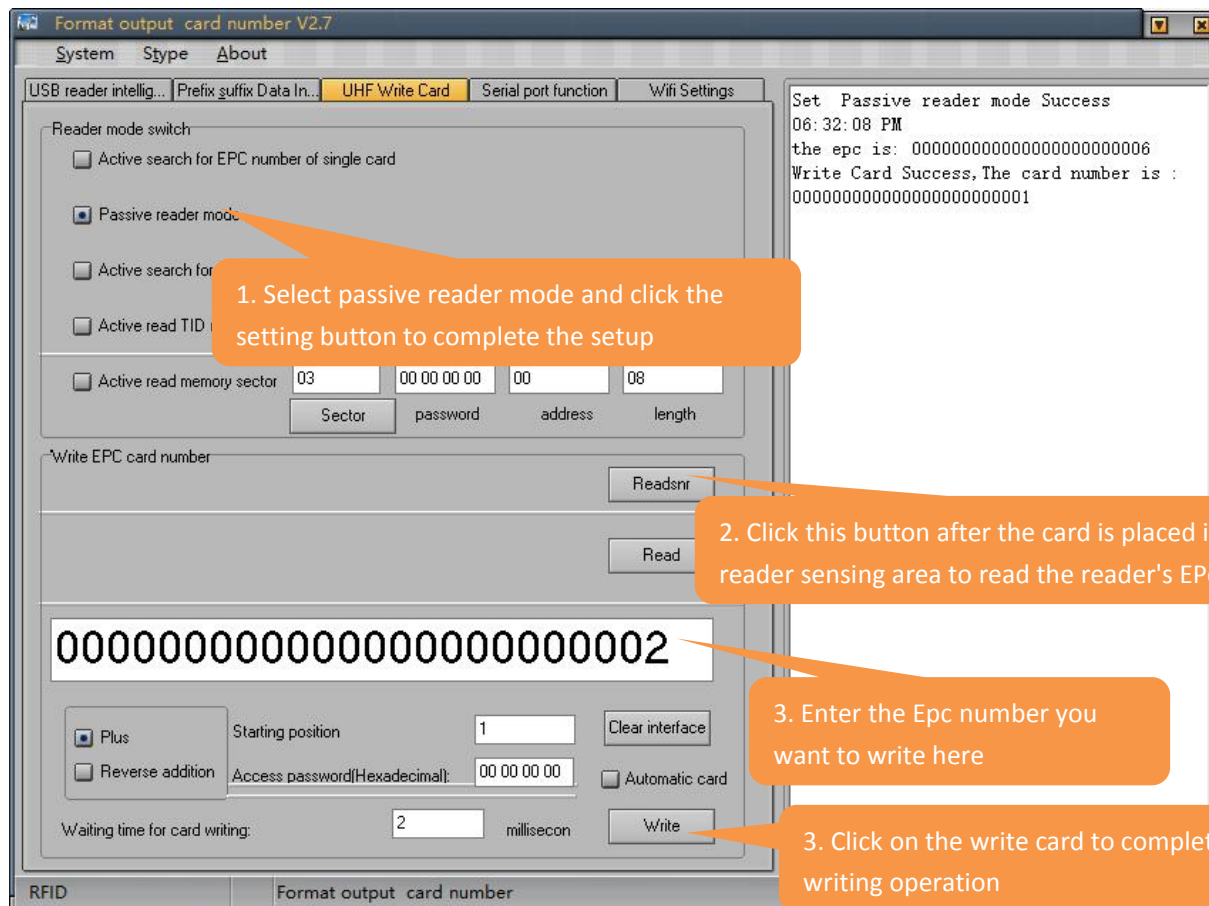 Format output card number V2.7
System Stype About
USB reader intellig... Prefix suffix Data In... UHF Write Card Serial port function Wifi Settings
Reader mode switch
Active search for EPC number of single card
Passive reader mode
Active search for
Active read TID
1. Select passive reader mode and click the
setting button to complete the setup
Active read memory sector 03 00 00 00 00 00 08
Sector password address length
Write EPC card number
Readsnr
Read
2. Click this button after the card is placed
reader sensing area to read the reader's
000000000000000000000002
3. Enter the Epc number you
want to write here
Plus
Reverse addition
Starting position 1 Clear interface
Access password(Hexadecimal): 00 00 00 00 Automatic card
Waiting time for card writing: 2 millisecon Write
3. Click on the write card to
writing operation
RFID Format output card number
Set Passive reader mode Success
06:32:08 PM
the epc is: 000000000000000000000006
Write Card Success,The card number is :
000000000000000000000001